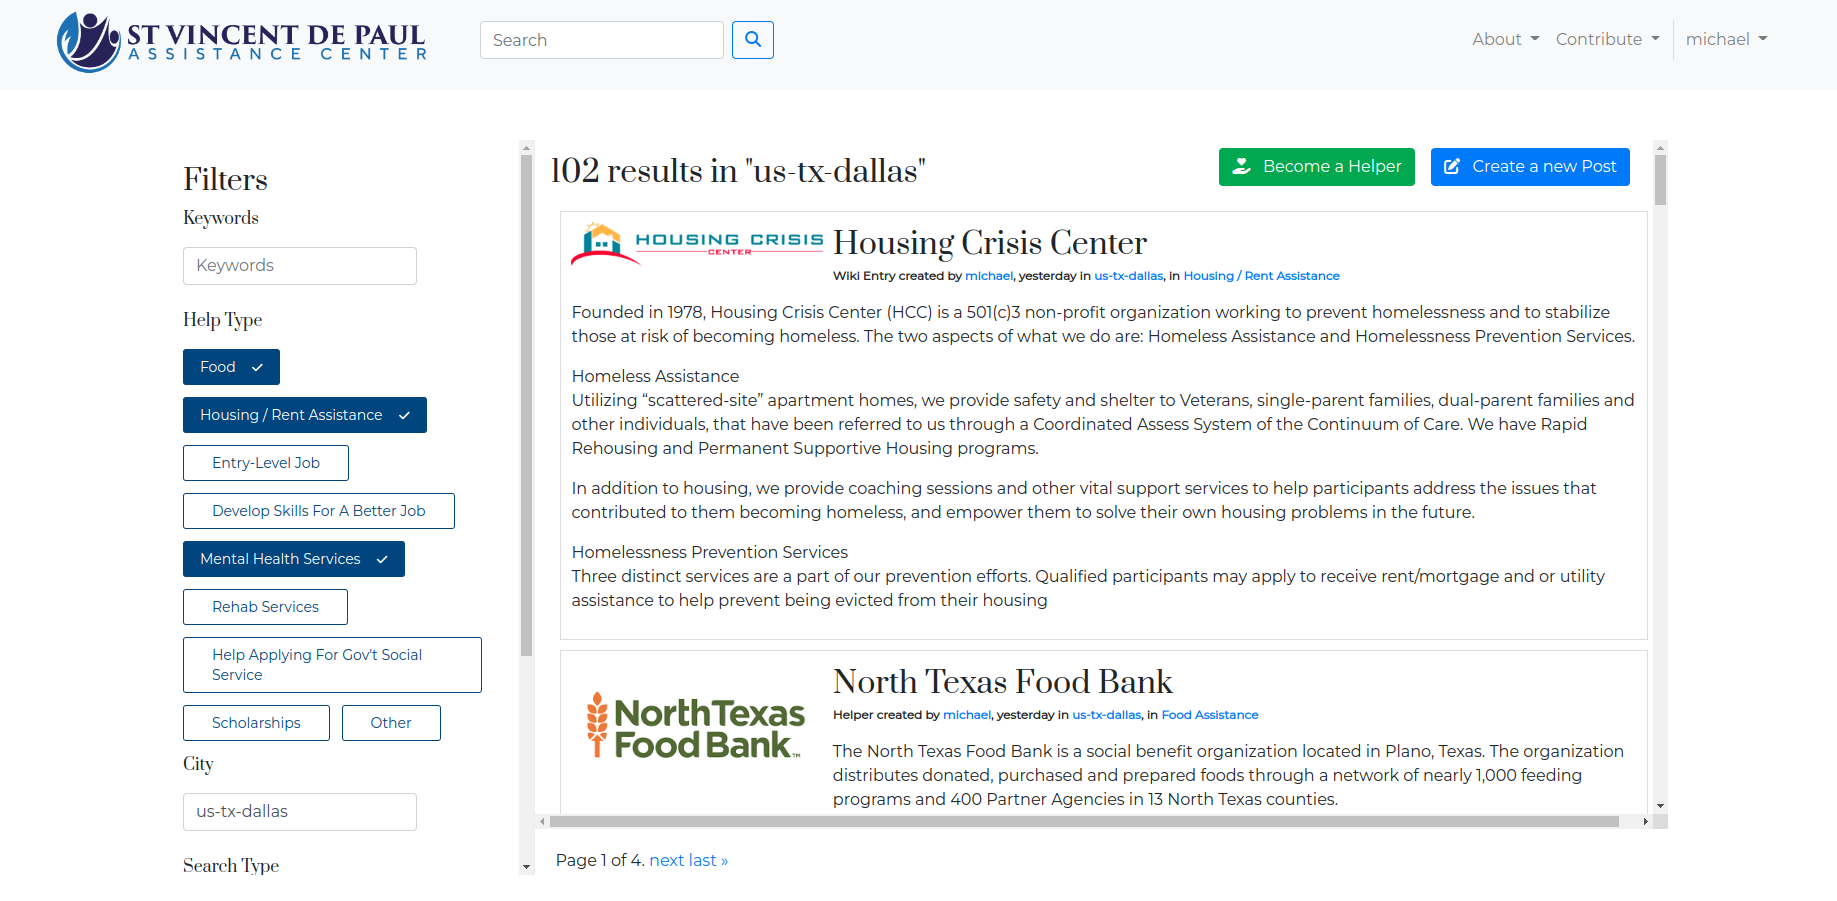 ST VINCENT DE PAUL
ASSISTANCE CENTER
Search
About
Contribute
michael
Filters
Keywords
Keywords
Help Type
Food
Housing / Rent Assistance
Entry-Level Job
Develop Skills For A Better Job
Mental Health Services
Rehab Services
Help Applying For Gov't Social
Service
Scholarships
Other
City
us-tx-dallas
Search Type
102 results in "us-tx-dallas"
Become a Helper
Create a new Post
HOUSING CRISIS
CENTER
Housing Crisis Center
Wiki Entry created by michael, yesterday in us-tx-dallas, in Housing / Rent Assistance
Founded in 1978, Housing Crisis Center (HCC) is a 501(c)3 non-profit organization working to prevent homelessness and to stabilize
those at risk of becoming homeless. The two aspects of what we do are: Homeless Assistance and Homelessness Prevention Services.
Homeless Assistance
Utilizing “scattered-site” apartment homes, we provide safety and shelter to Veterans, single-parent families, dual-parent families and
other individuals, that have been referred to us through a Coordinated Assess System of the Continuum of Care. We have Rapid
Rehousing and Permanent Supportive Housing programs.
In addition to housing, we provide coaching sessions and other vital support services to help participants address the issues that
contributed to them becoming homeless, and empower them to solve their own housing problems in the future.
Homelessness Prevention Services
Three distinct services are a part of our prevention efforts. Qualified participants may apply to receive rent/mortgage and or utility
assistance to help prevent being evicted from their housing
North Texas
Food Bank™
North Texas Food Bank
Helper created by michael, yesterday in us-tx-dallas, in Food Assistance
The North Texas Food Bank is a social benefit organization located in Plano, Texas. The organization
distributes donated, purchased and prepared foods through a network of nearly 1,000 feeding
programs and 400 Partner Agencies in 13 North Texas counties.
Page 1 of 4. next last »